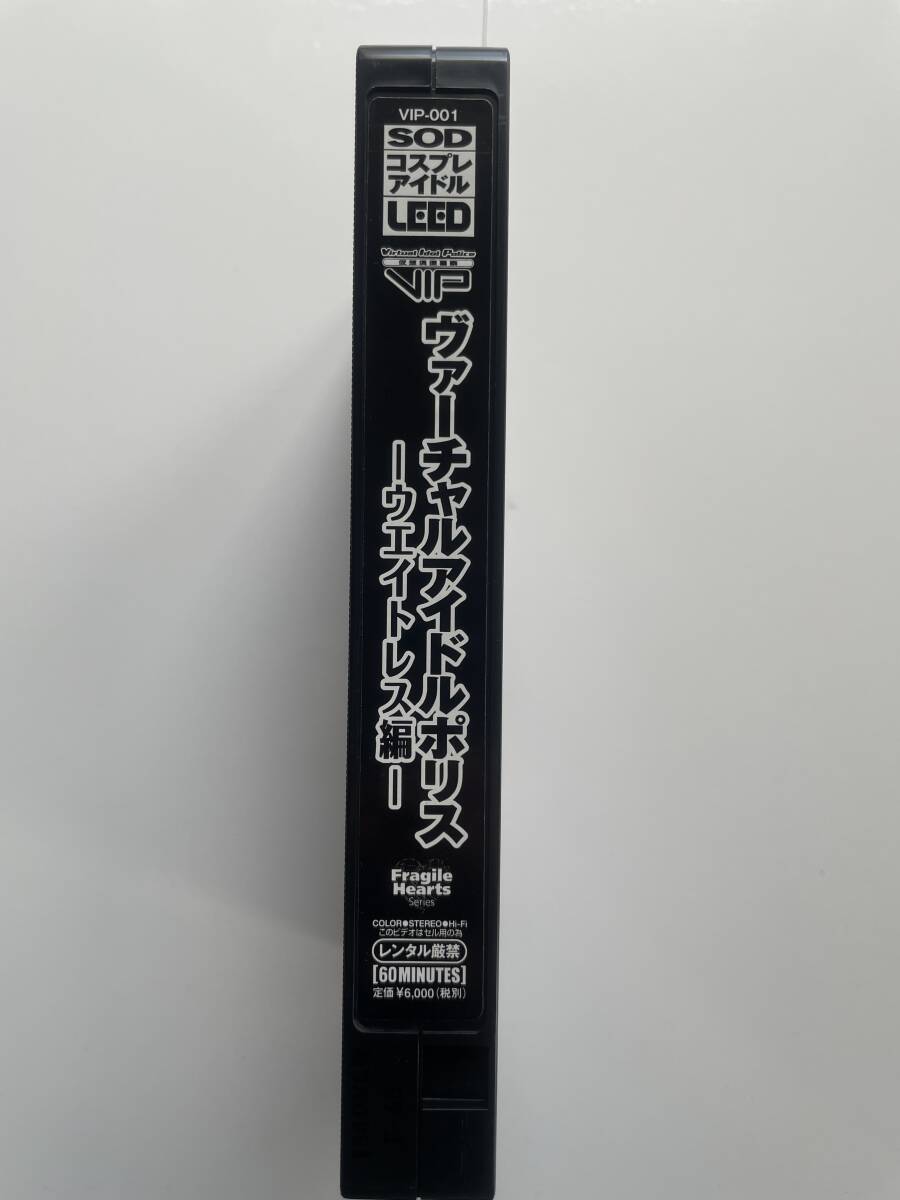 VIP-001
SOD
コスプレ
アイドル
LEED
Virtual Idol Police
VIP
ヴァーチャルアイドルポリス
ーウエイトレス編ー
Fragile
Hearts
Series
COLOR●STEREO●Hi-Fi
このビデオはセル用の為
レンタル厳禁
[60MINUTES]
定価¥6,000(税別)